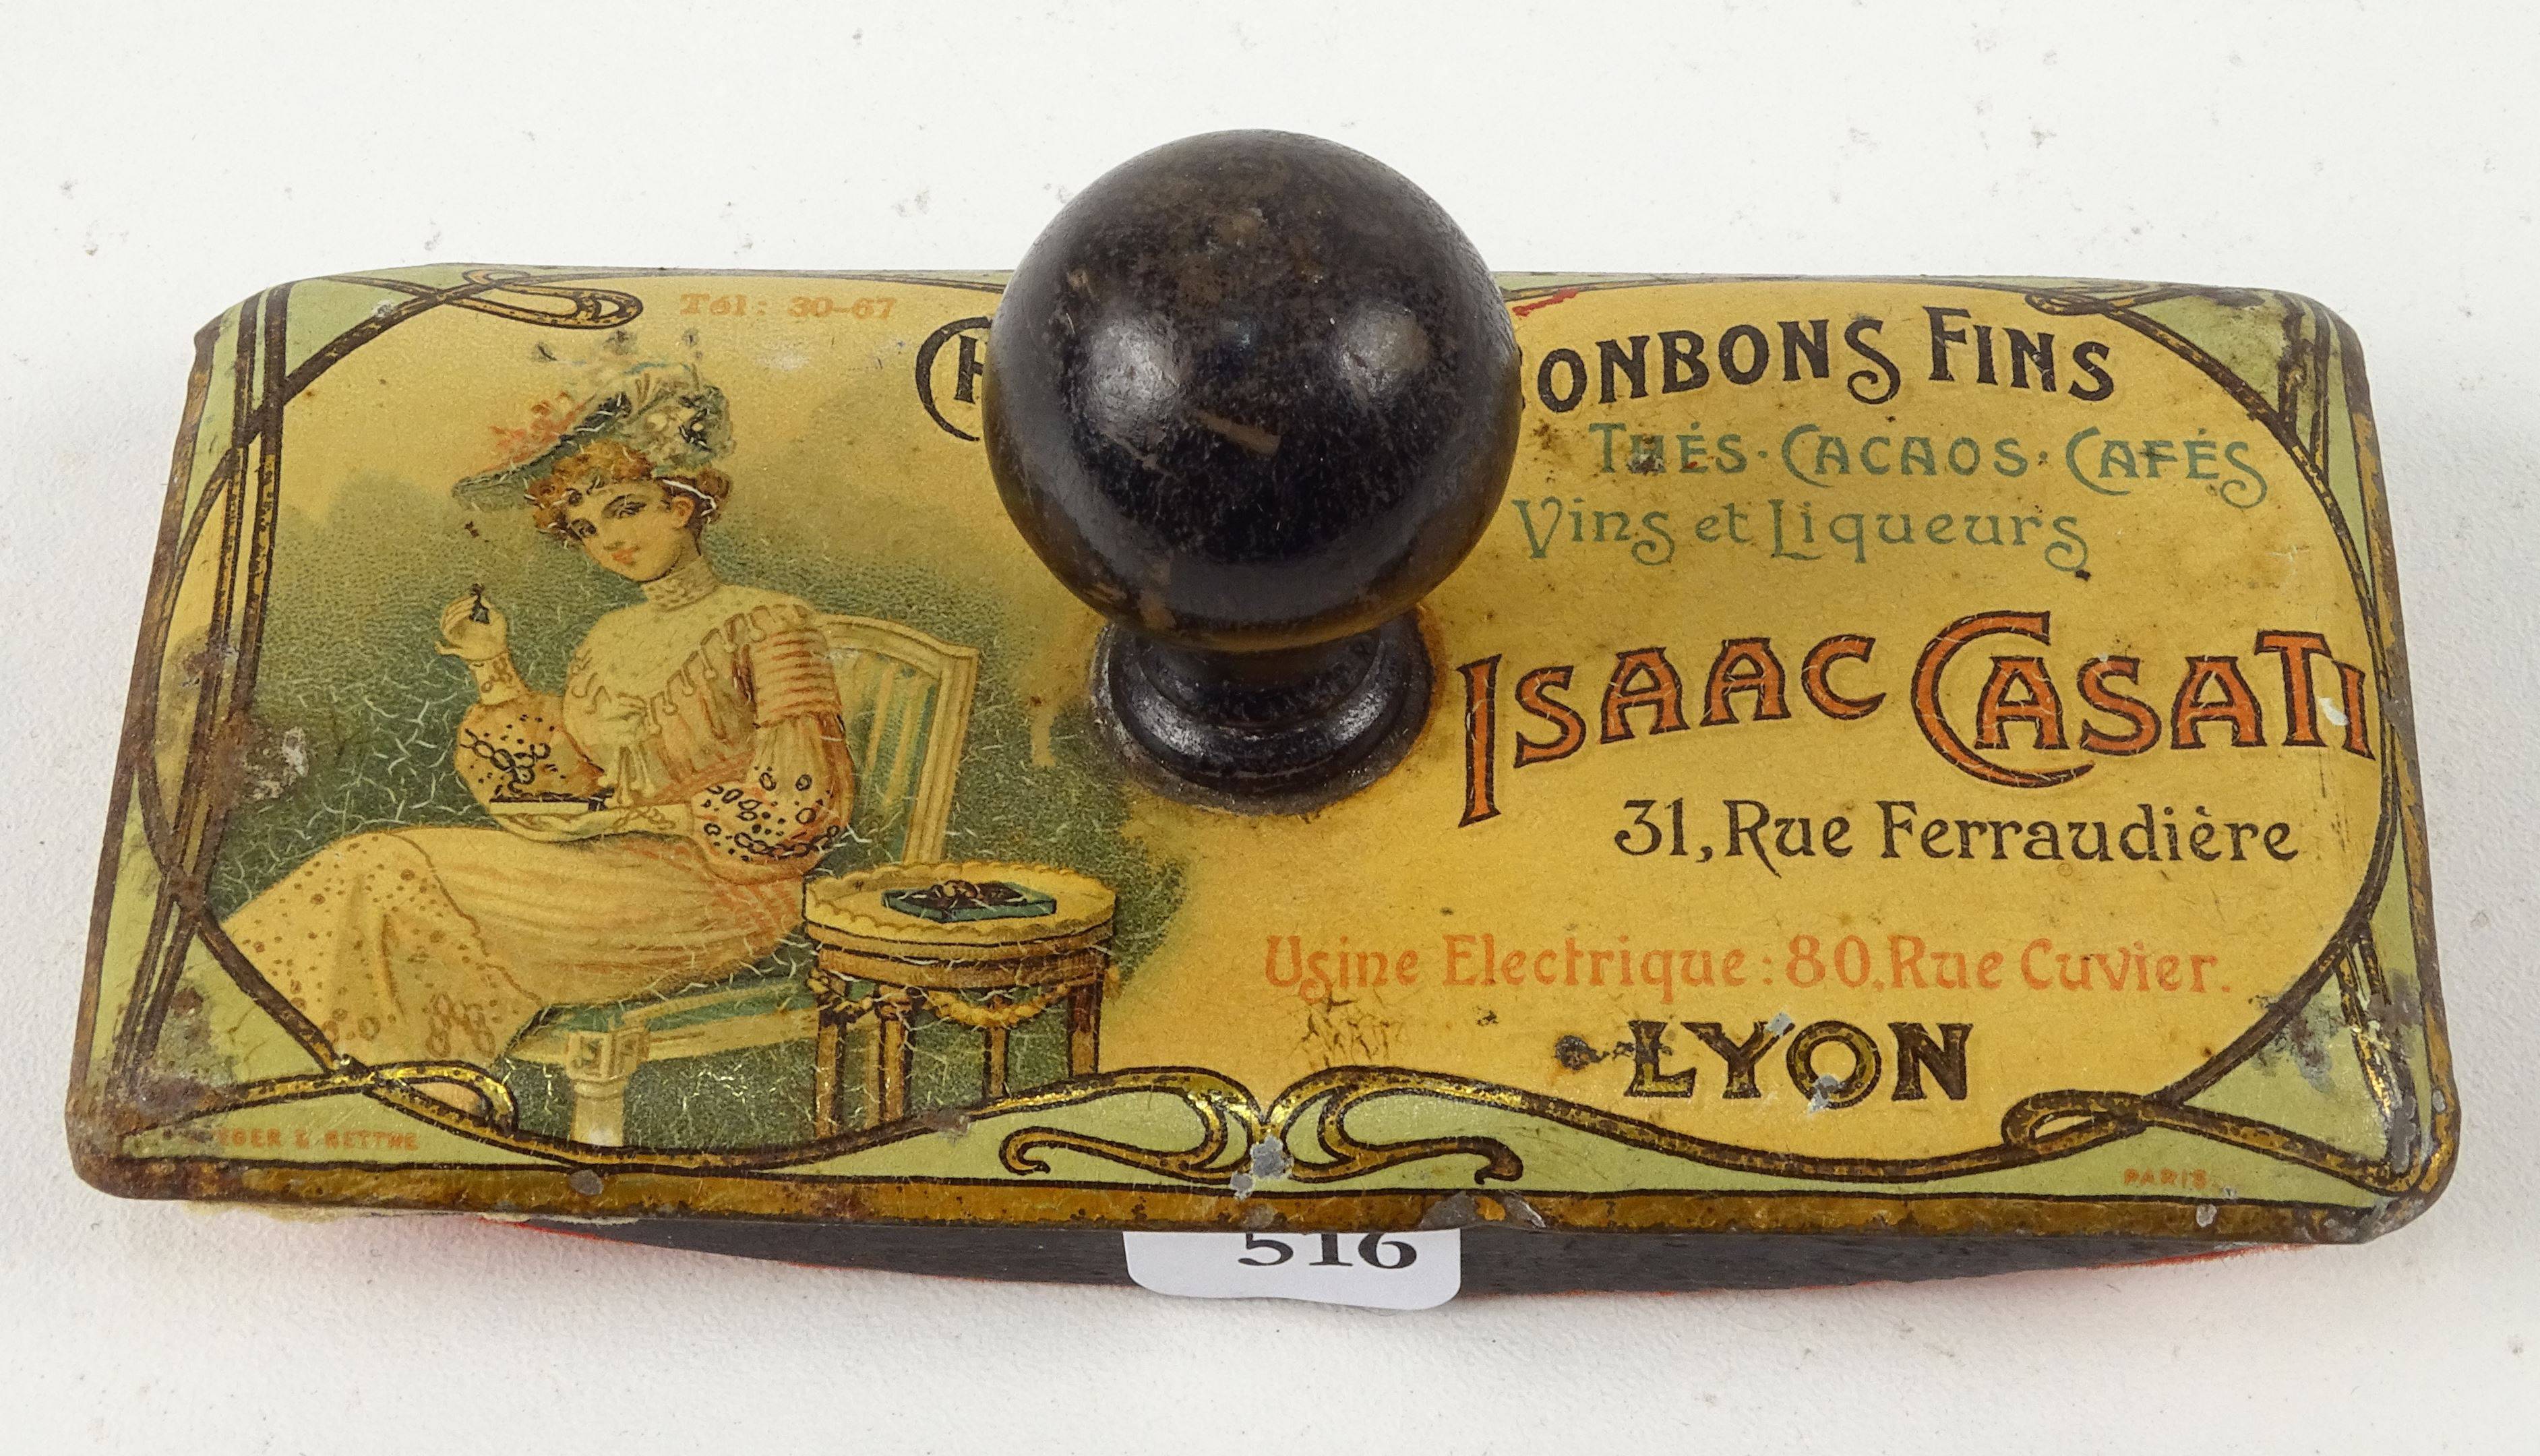 Tél: 30-67
BONBONS FINS
THÉS · CACAOS · CAFÉS
Vins et Liqueurs
ISAAC CASATI
31, Rue Ferraudière
Usine Electrique : 80, Rue Cuvier.
LYON
& BETTHE
PARIS
516